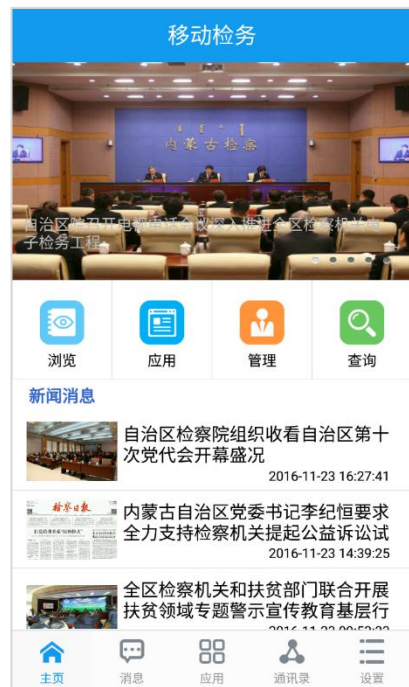 移动检务
内蒙古检察
自治区院召开电视电话会议深入推进全区检察机关电
子检务工程
浏览
应用
管理
查询
新闻消息
自治区检察院组织收看自治区第十
次党代会开幕盛况
2016-11-23 16:27:41
检察日报
内蒙古自治区党委书记李纪恒要求
全力支持检察机关提起公益诉讼试
2016-11-23 14:39:25
全区检察机关和扶贫部门联合开展
扶贫领域专题警示宣传教育基层行
主页
消息
应用
通讯录
设置